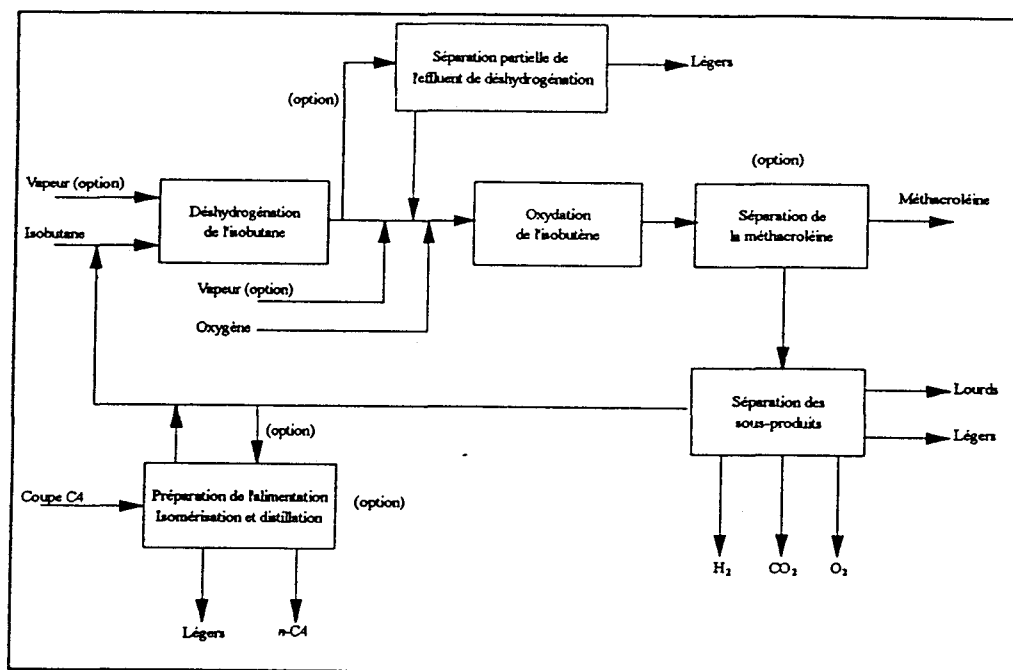 Séparation partielle de
l'effluent de déshydrogénation
Légers
(option)
(option)
Vapeur (option)
Déshydrogénation
de l'isobutane
Oxydation
de l'isobutène
Séparation de
la méthacroléine
Méthacroléine
Isobutane
Vapeur (option)
Oxygène
Séparation des
sous-produits
Lourds
Légers
(option)
Coupe C4
Préparation de l'alimentation
Isomérisation et distillation
(option)
H₂
CO₂
O₂
Légers
n-C4